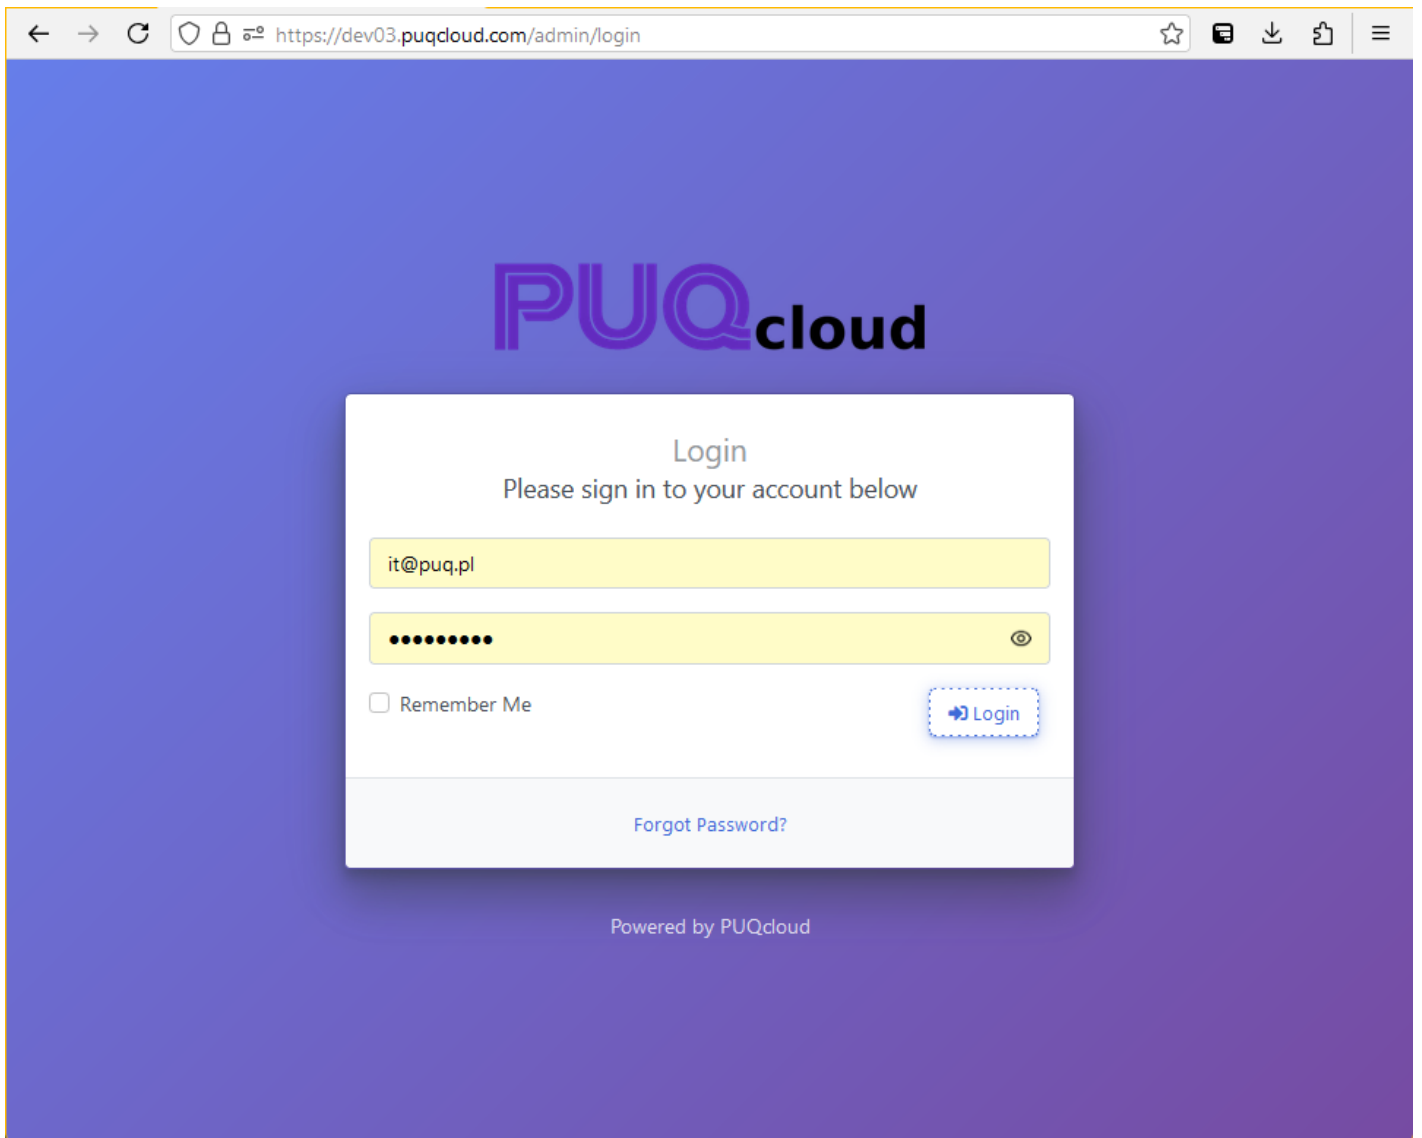 https://dev03.puqcloud.com/admin/login
PUQcloud
Login
Please sign in to your account below
it@puq.pl
•••••••••
Remember Me
Login
Forgot Password?
Powered by PUQcloud